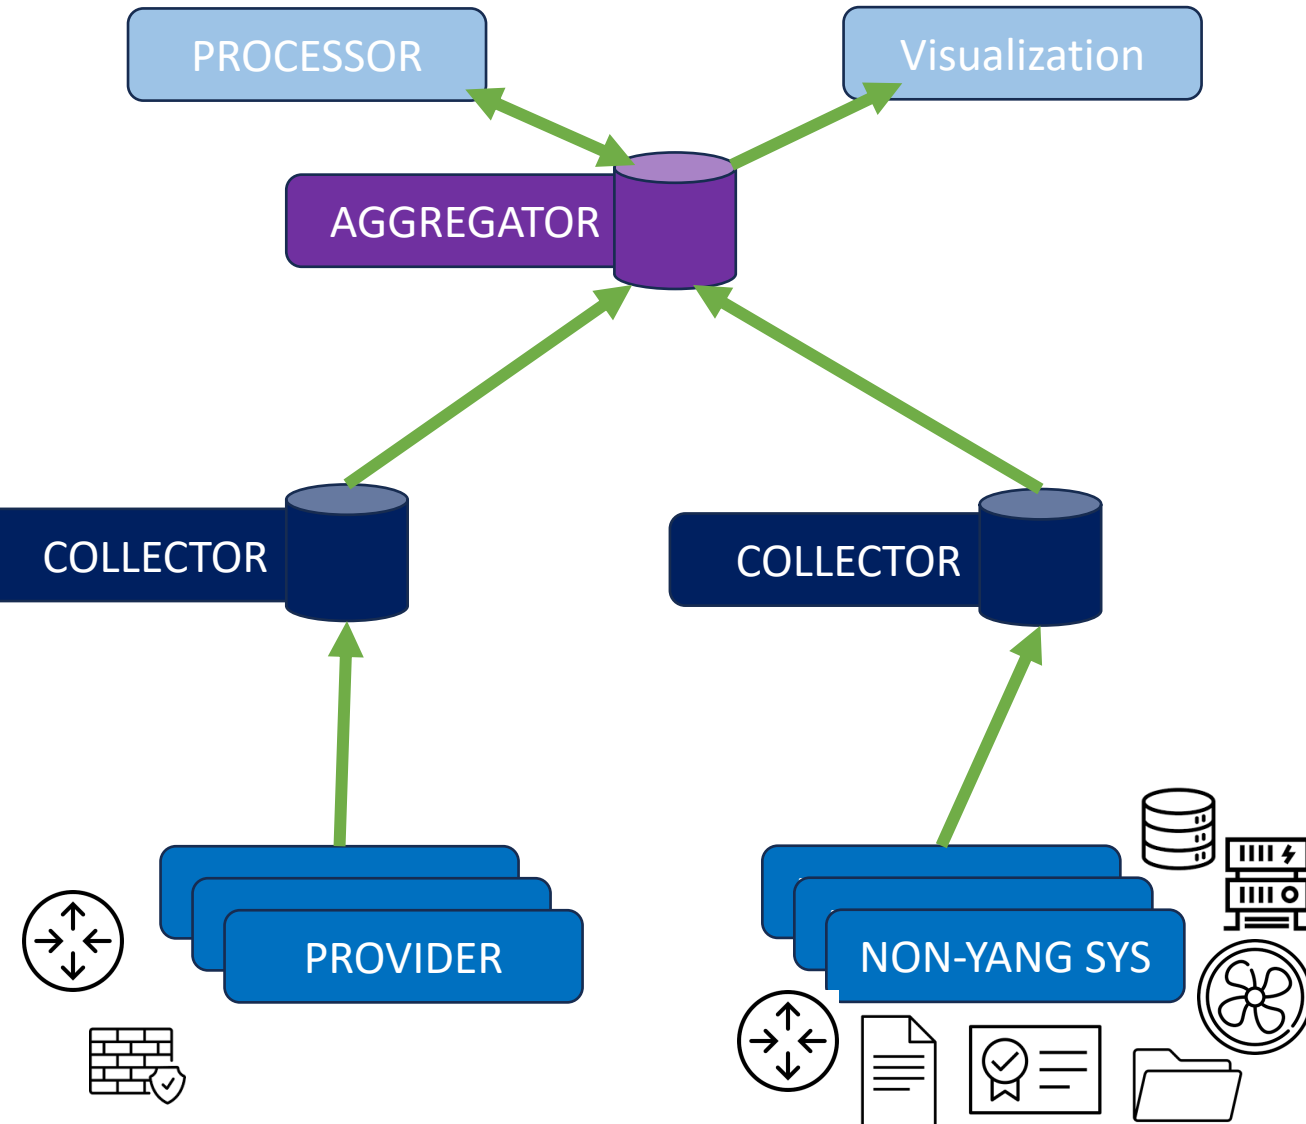 PROCESSOR
Visualization
AGGREGATOR
COLLECTOR
COLLECTOR
PROVIDER
NON-YANG SYS